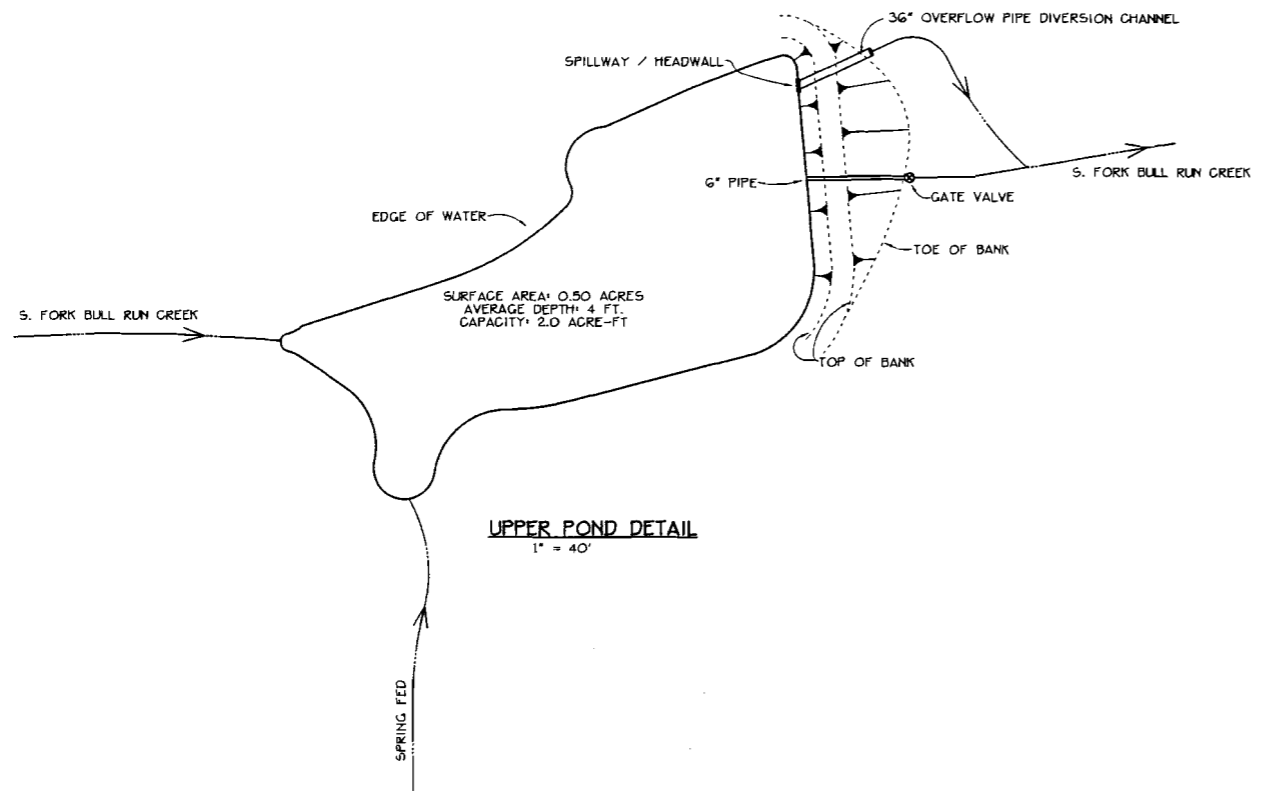 36" OVERFLOW PIPE DIVERSION CHANNEL
SPILLWAY / HEADWALL
S. FORK BULL RUN CREEK
6" PIPE
GATE VALVE
EDGE OF WATER
TOE OF BANK
SURFACE AREA: 0.50 ACRES
AVERAGE DEPTH: 4 FT.
CAPACITY: 2.0 ACRE-FT
S. FORK BULL RUN CREEK
TOP OF BANK
UPPER POND DETAIL
1" = 40'
SPRING FED